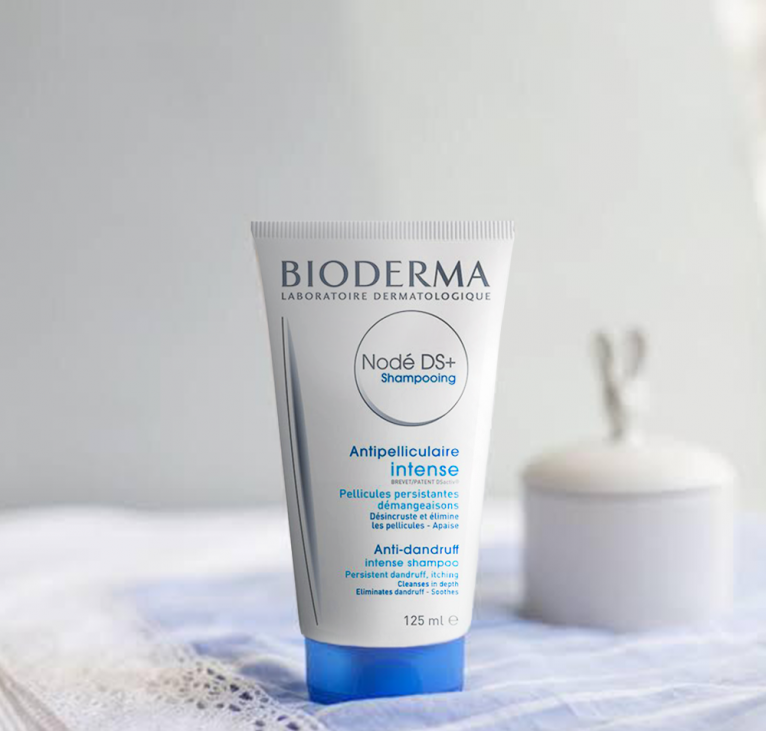 BIODERMA
LABORATOIRE DERMATOLOGIQUE
Nodé DS+
Shampooing
Antipelliculaire
intense
BREVET/PATENT
Pellicules persistantes
démangeaisons
Désincruste et élimine
les pellicules - Apaise
Anti-dandruff
intense shampoo
Persistent dandruff, itching
Cleanses in depth
Eliminates dandruff - Soothes
125 ml ℮